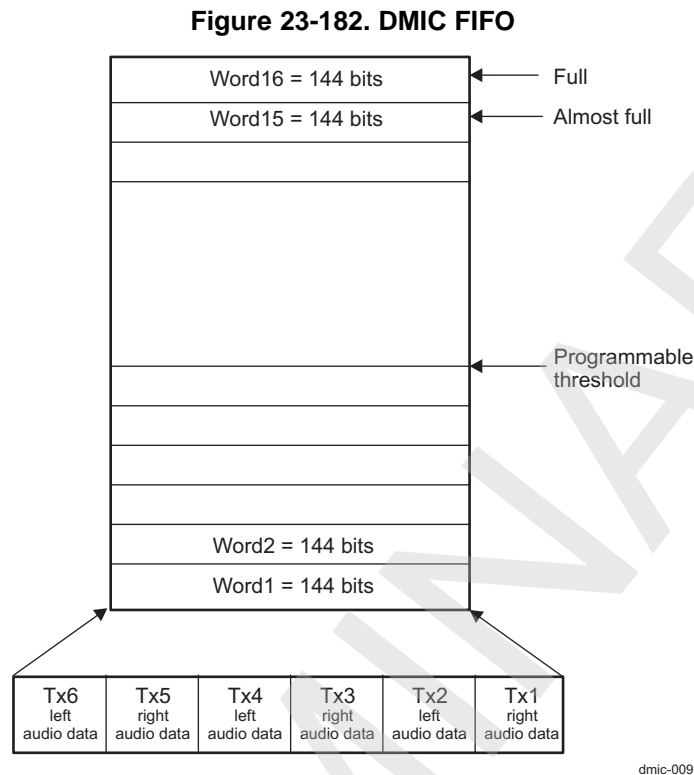 Figure 23-182. DMIC FIFO
Word16 = 144 bits
Full
Word15 = 144 bits
Almost full
Programmable
threshold
Word2 = 144 bits
Word1 = 144 bits
Tx6
left
audio data
Tx5
right
audio data
Tx4
left
audio data
Tx3
right
audio data
Tx2
left
audio data
Tx1
right
audio data
dmic-009